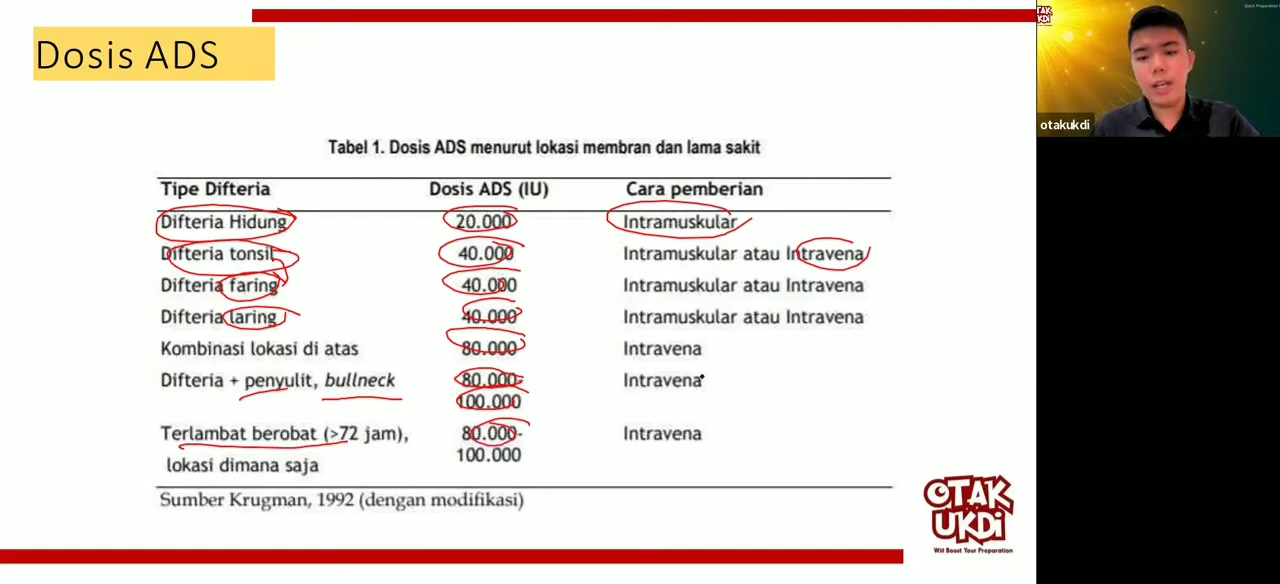 Dosis ADS
OTAK
UKDI
Quick Preparation
otakukdi
Tabel 1. Dosis ADS menurut lokasi membran dan lama sakit
Tipe Difteria Dosis ADS (IU) Cara pemberian
Difteria Hidung 20.000 Intramuskular
Difteria tonsil 40.000 Intramuskular atau Intravena
Difteria faring 40.000 Intramuskular atau Intravena
Difteria laring 40.000 Intramuskular atau Intravena
Kombinasi lokasi di atas 80.000 Intravena
Difteria + penyulit, bullneck 80.000- Intravena
100.000
Terlambat berobat (>72 jam), 80.000- Intravena
lokasi dimana saja 100.000
Sumber Krugman, 1992 (dengan modifikasi)
OTAK
UKDi
Will Boost Your Preparation